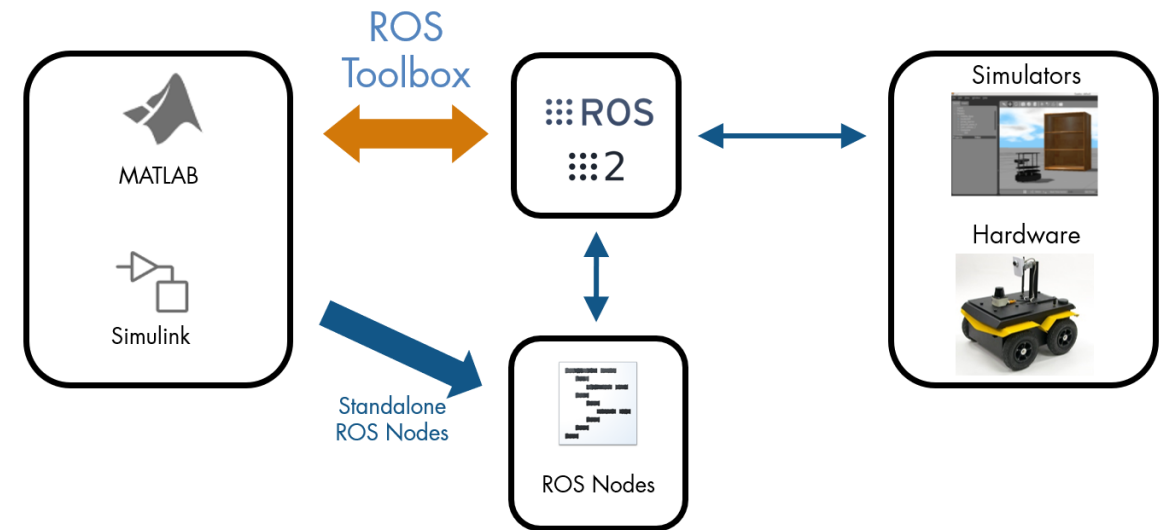 ROS
Toolbox
MATLAB
Simulink
ROS
2
Simulators
Hardware
Standalone
ROS Nodes
ROS Nodes